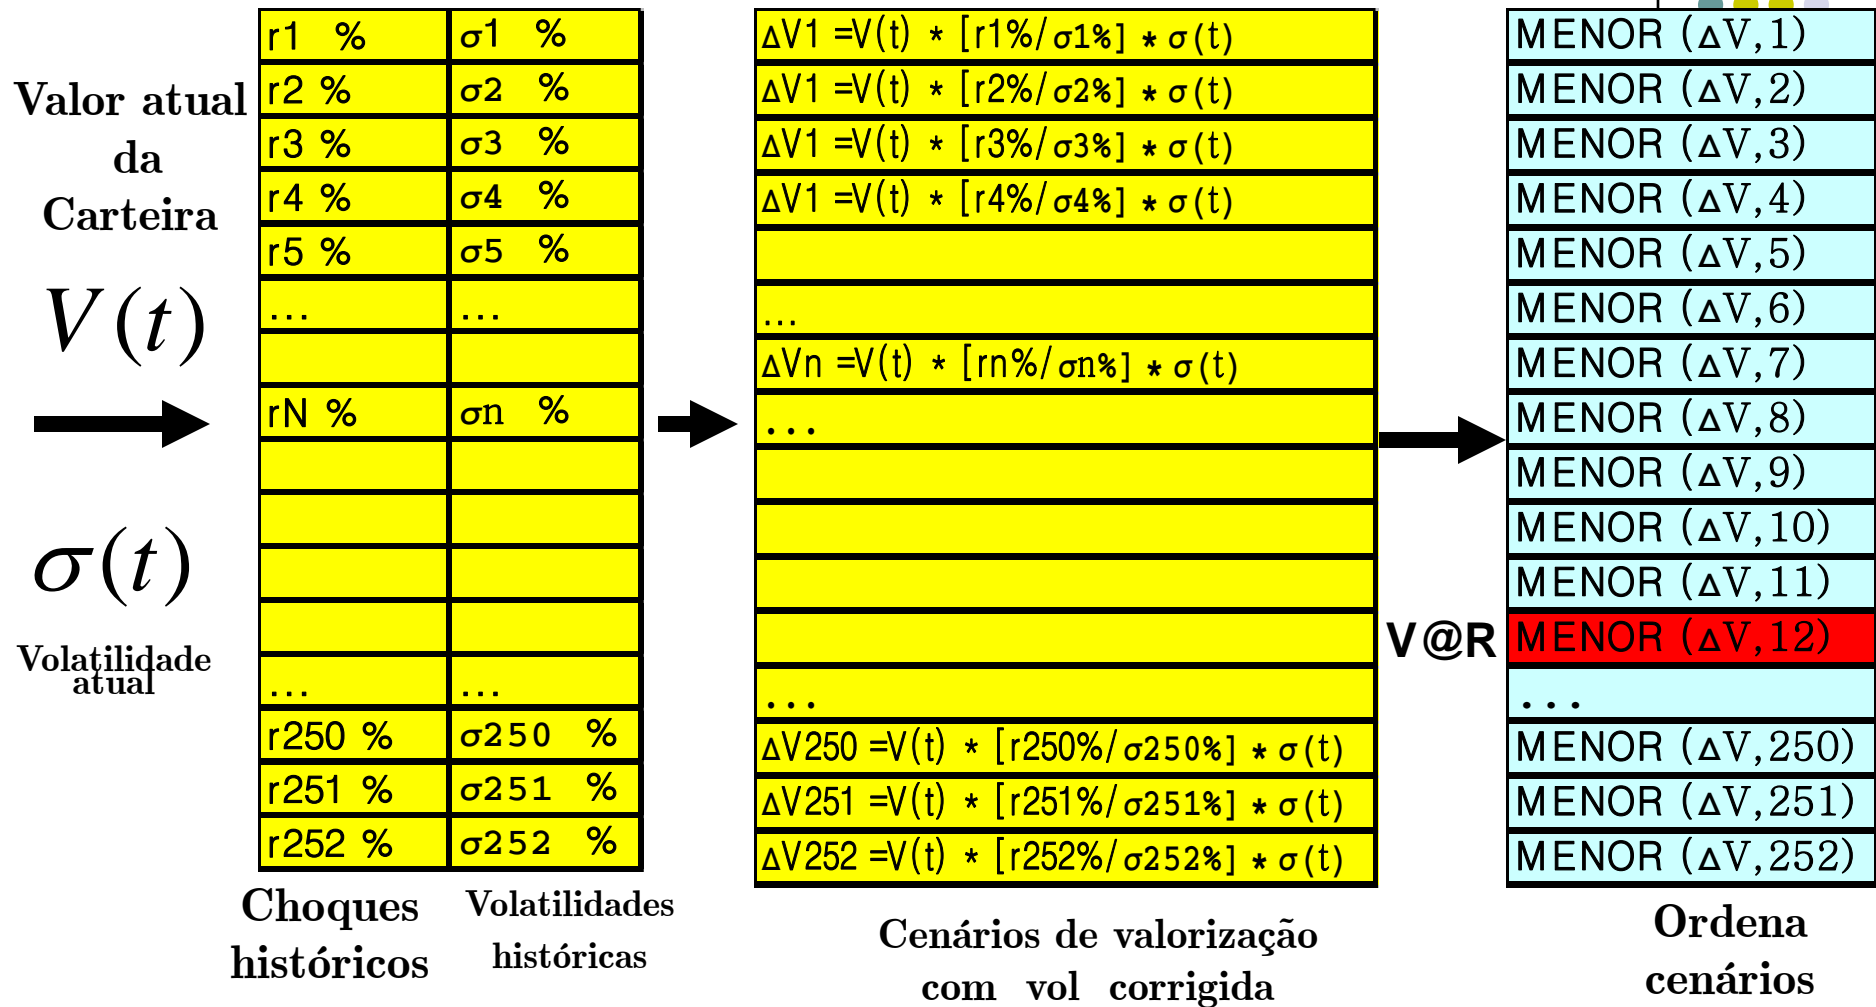 Valor atual
da
Carteira
V(t)
σ(t)
Volatilidade
atual
r1 % σ1 %
r2 % σ2 %
r3 % σ3 %
r4 % σ4 %
r5 % σ5 %
... ...
rN % σn %
... ...
r250 % σ250 %
r251 % σ251 %
r252 % σ252 %
Choques
históricos
Volatilidades
históricas
ΔV1 =V(t) * [r1%/σ1%] * σ(t)
ΔV1 =V(t) * [r2%/σ2%] * σ(t)
ΔV1 =V(t) * [r3%/σ3%] * σ(t)
ΔV1 =V(t) * [r4%/σ4%] * σ(t)
...
ΔVn =V(t) * [rn%/σn%] * σ(t)
...
...
ΔV250 =V(t) * [r250%/σ250%] * σ(t)
ΔV251 =V(t) * [r251%/σ251%] * σ(t)
ΔV252 =V(t) * [r252%/σ252%] * σ(t)
Cenários de valorização
com vol corrigida
MENOR (ΔV,1)
MENOR (ΔV,2)
MENOR (ΔV,3)
MENOR (ΔV,4)
MENOR (ΔV,5)
MENOR (ΔV,6)
MENOR (ΔV,7)
MENOR (ΔV,8)
MENOR (ΔV,9)
MENOR (ΔV,10)
MENOR (ΔV,11)
V@R MENOR (ΔV,12)
...
MENOR (ΔV,250)
MENOR (ΔV,251)
MENOR (ΔV,252)
Ordena
cenários